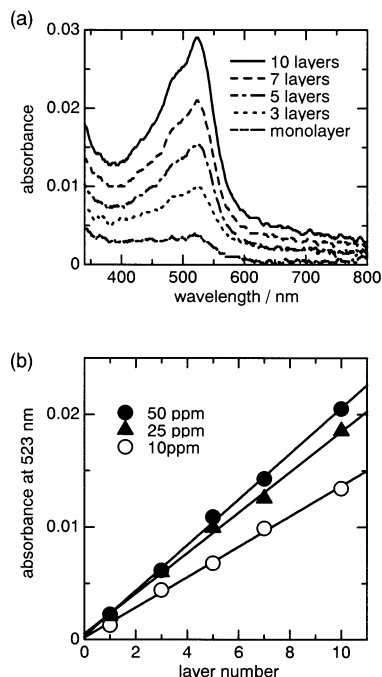 (a)
0.03
0.02
0.01
0
absorbance
10 layers
7 layers
5 layers
3 layers
monolayer
400 500 600 700 800
wavelength / nm
(b)
0.02
0.01
0
absorbance at 523 nm
50 ppm
25 ppm
10ppm
0 2 4 6 8 10
layer number